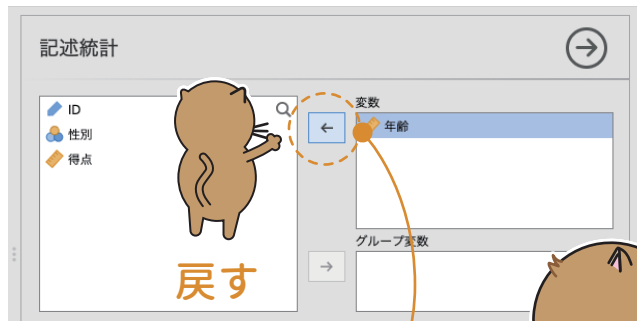 記述統計
ID
性別
得点
変数
年齢
グループ変数
戻す